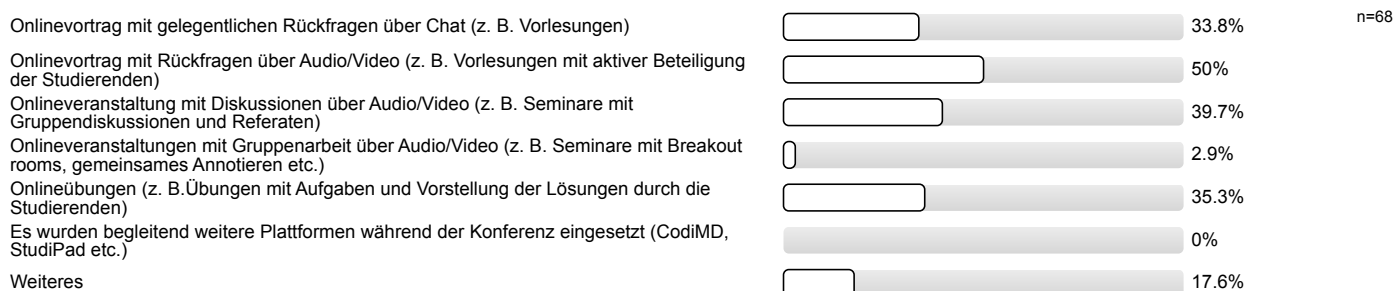 Onlinevortrag mit gelegentlichen Rückfragen über Chat (z. B. Vorlesungen) 33.8% n=68
Onlinevortrag mit Rückfragen über Audio/Video (z. B. Vorlesungen mit aktiver Beteiligung
der Studierenden) 50%
Onlineveranstaltung mit Diskussionen über Audio/Video (z. B. Seminare mit
Gruppendiskussionen und Referaten) 39.7%
Onlineveranstaltungen mit Gruppenarbeit über Audio/Video (z. B. Seminare mit Breakout
rooms, gemeinsames Annotieren etc.) 2.9%
Onlineübungen (z. B.Übungen mit Aufgaben und Vorstellung der Lösungen durch die
Studierenden) 35.3%
Es wurden begleitend weitere Plattformen während der Konferenz eingesetzt (CodiMD,
StudiPad etc.) 0%
Weiteres 17.6%